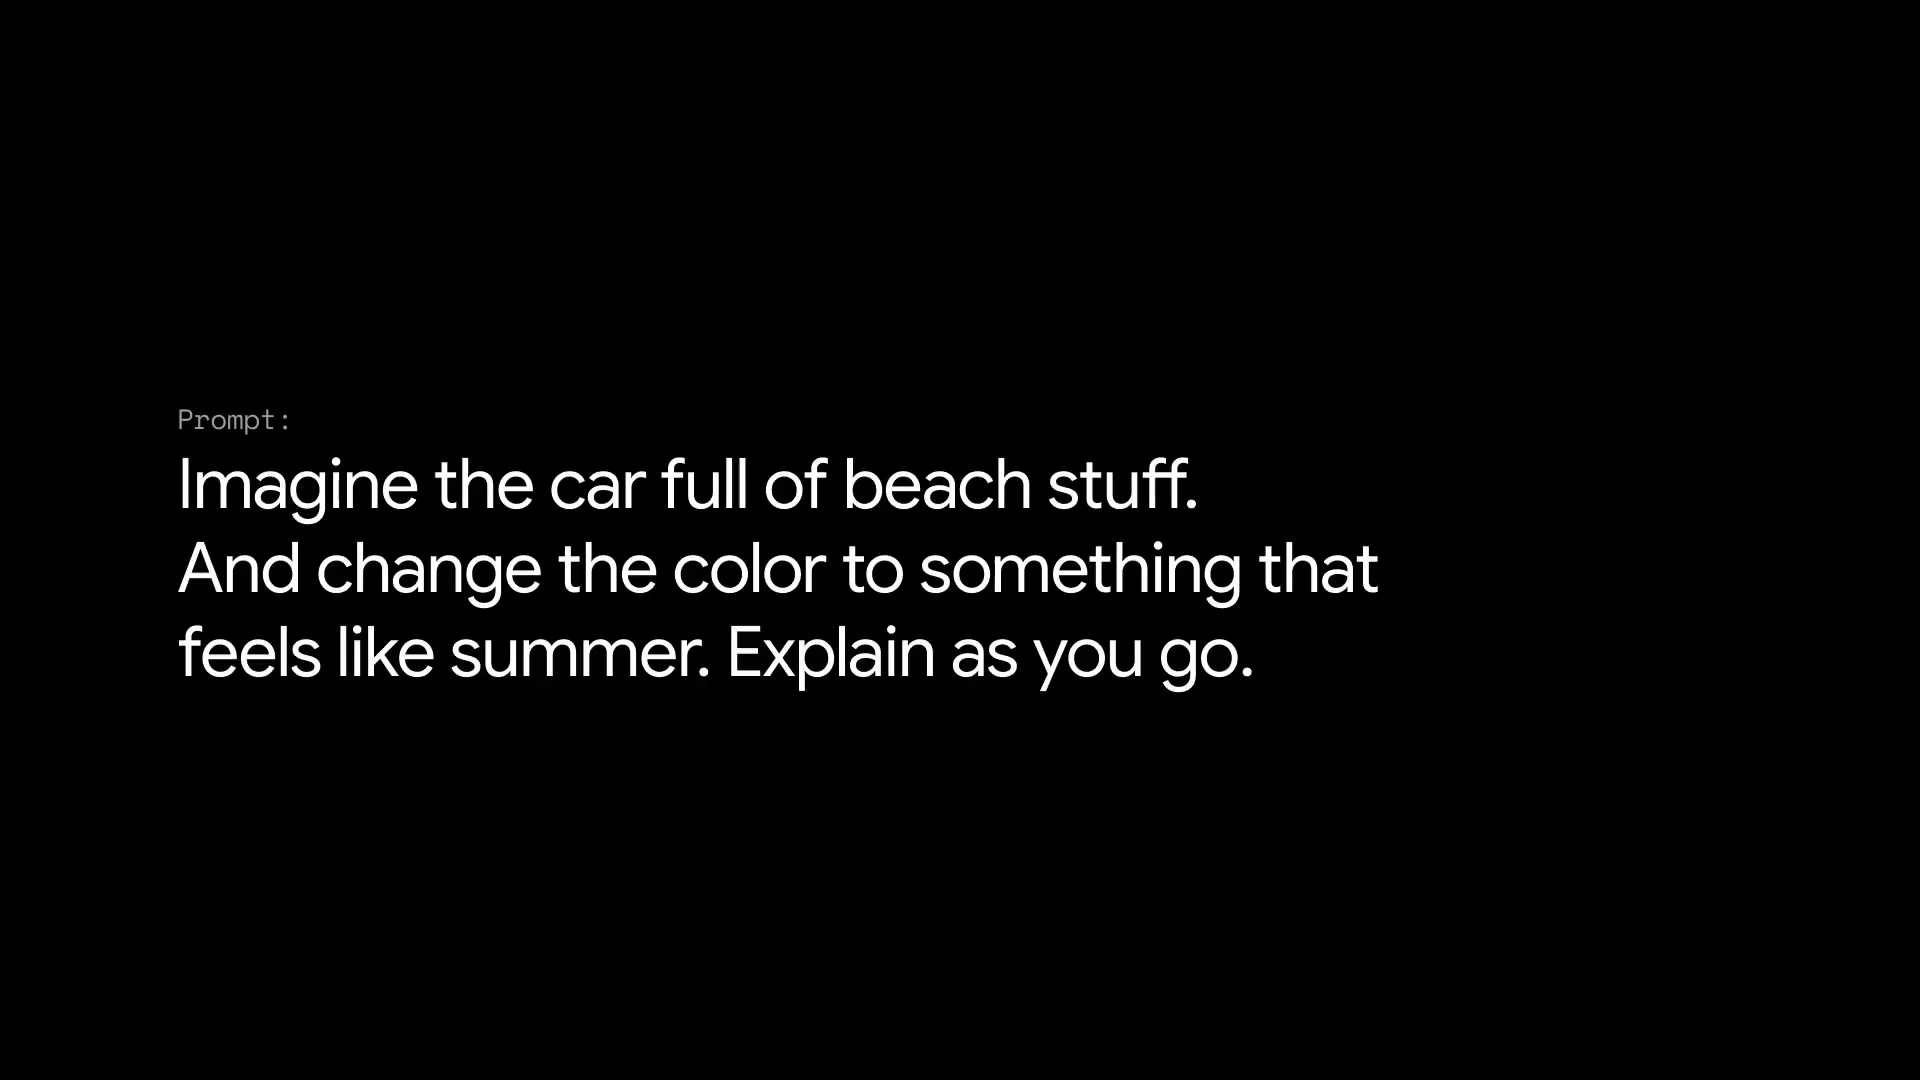 Prompt:
Imagine the car full of beach stuff.
And change the color to something that
feels like summer. Explain as you go.